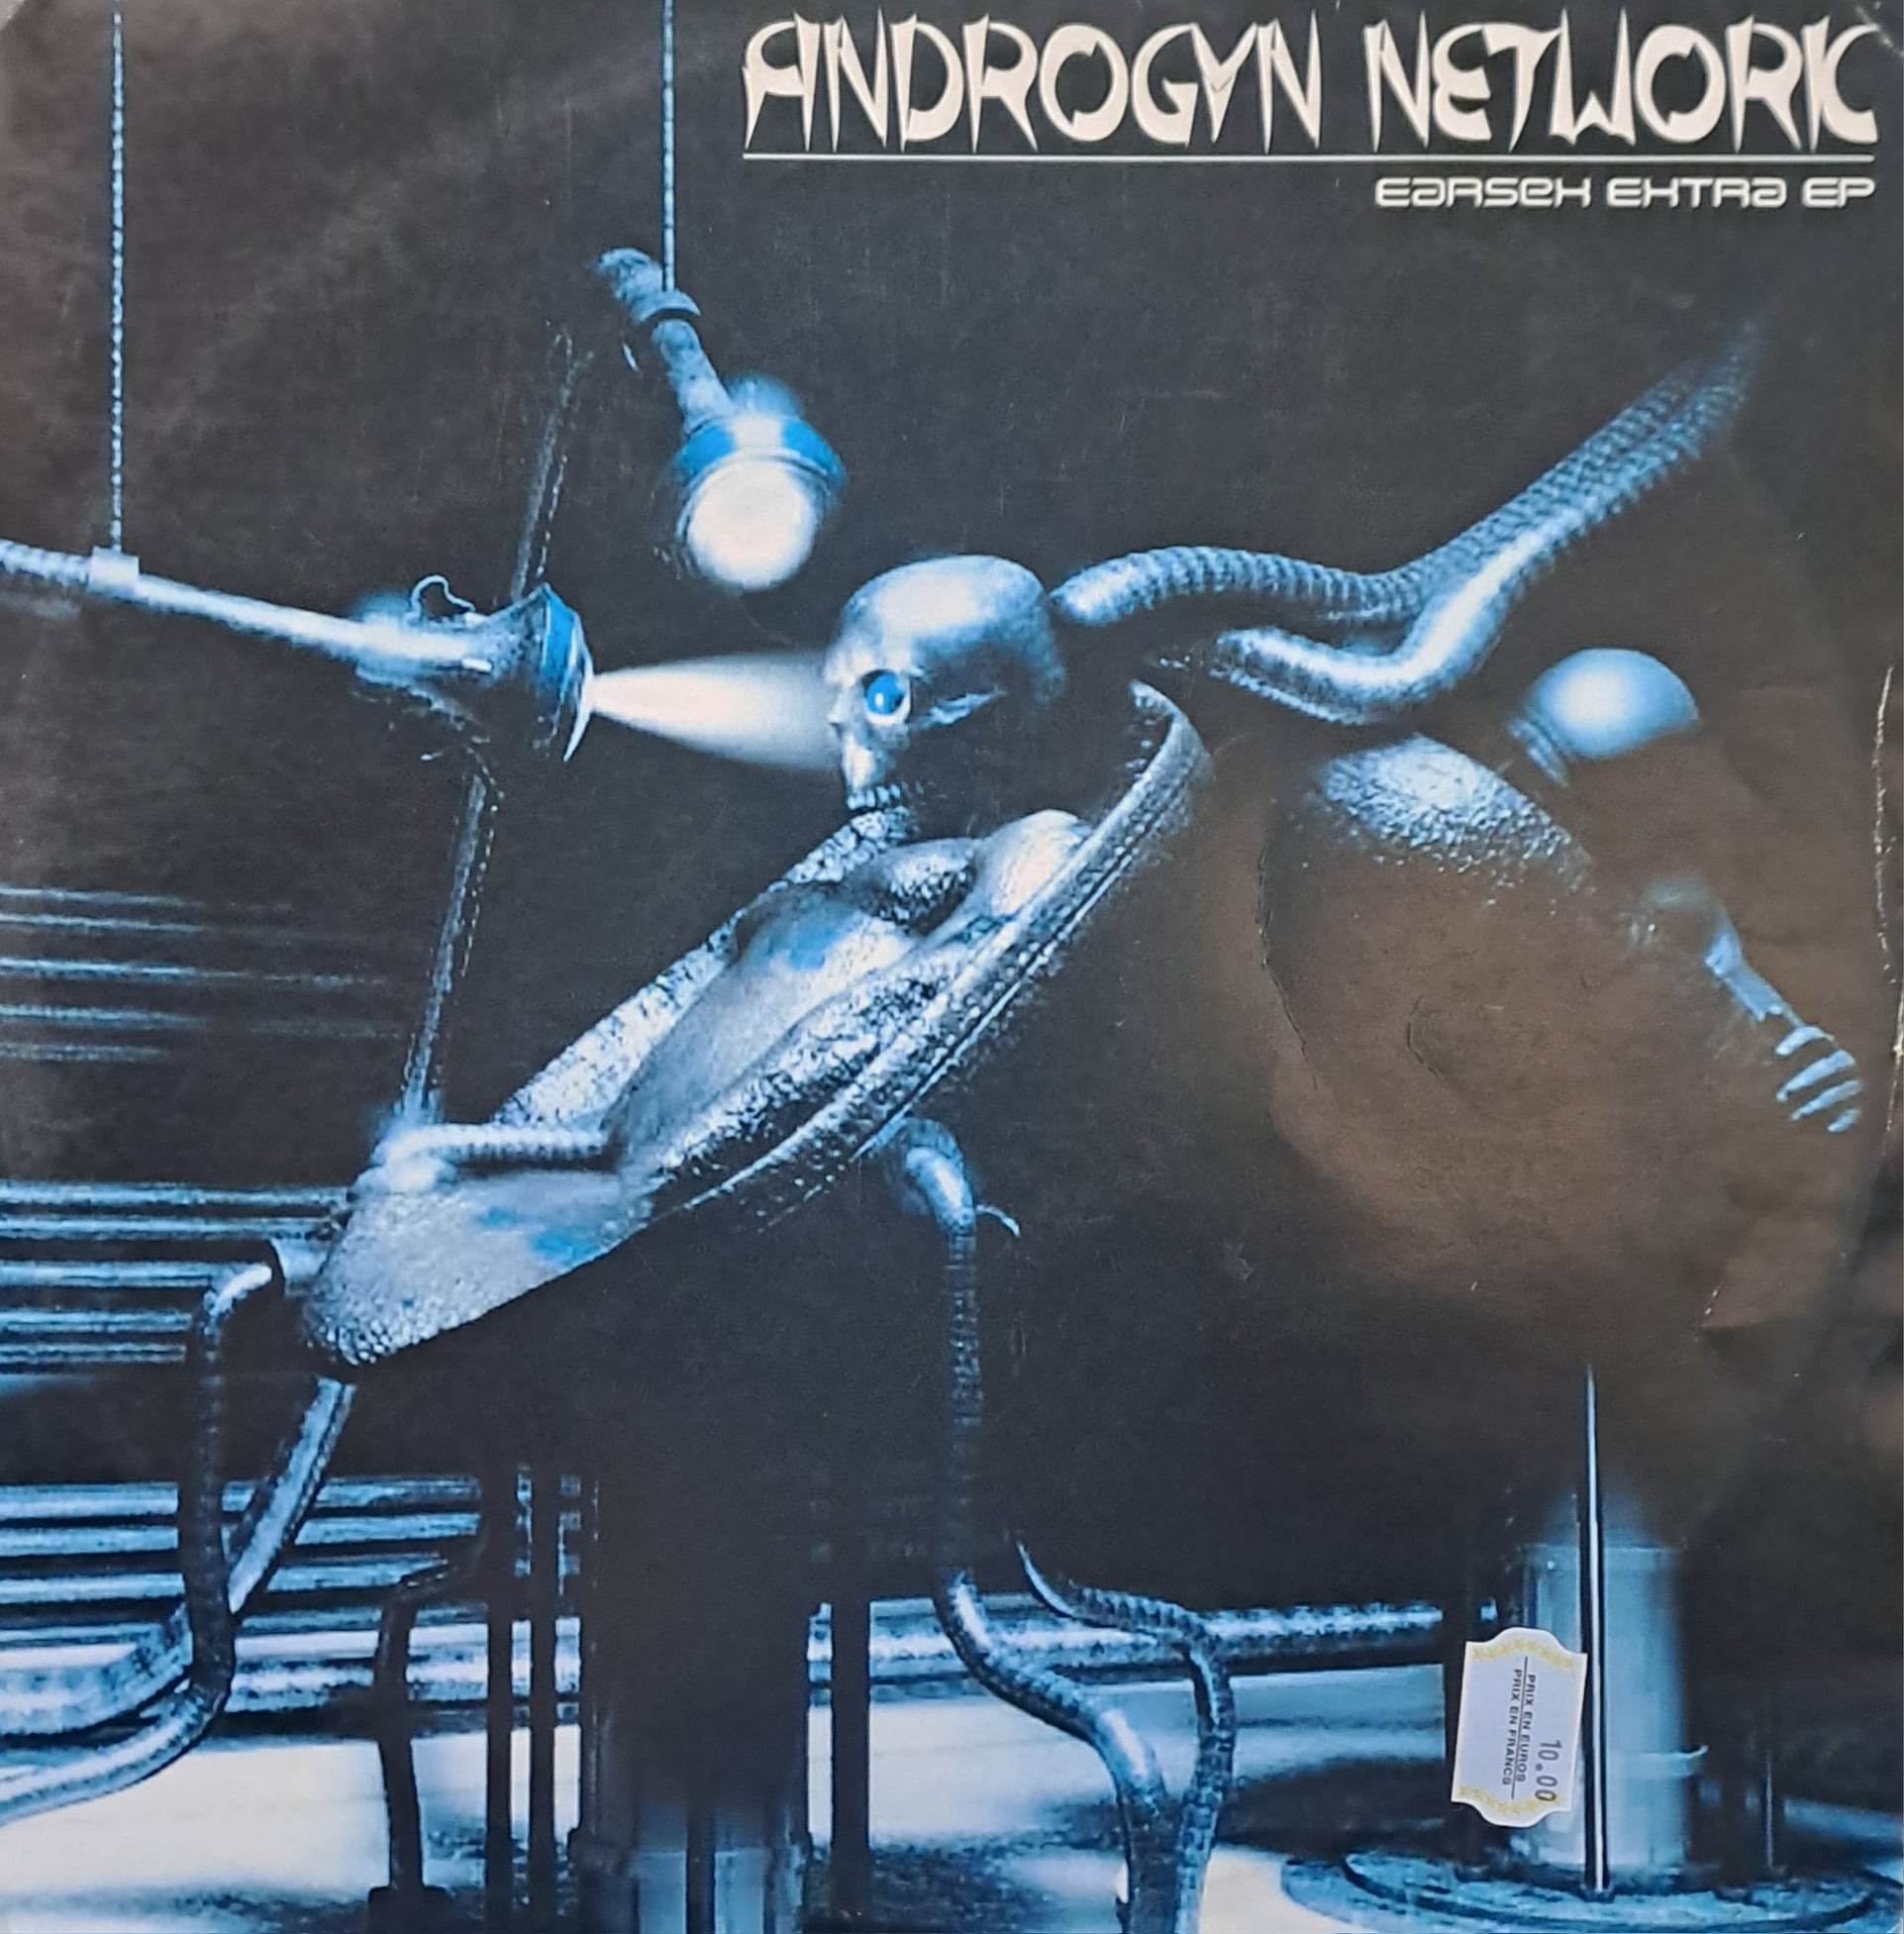 ANDROGYN NETWORK
EARSEX EXTRA EP
10.00
PRIX EN EUROS
PRIX EN FRANCS